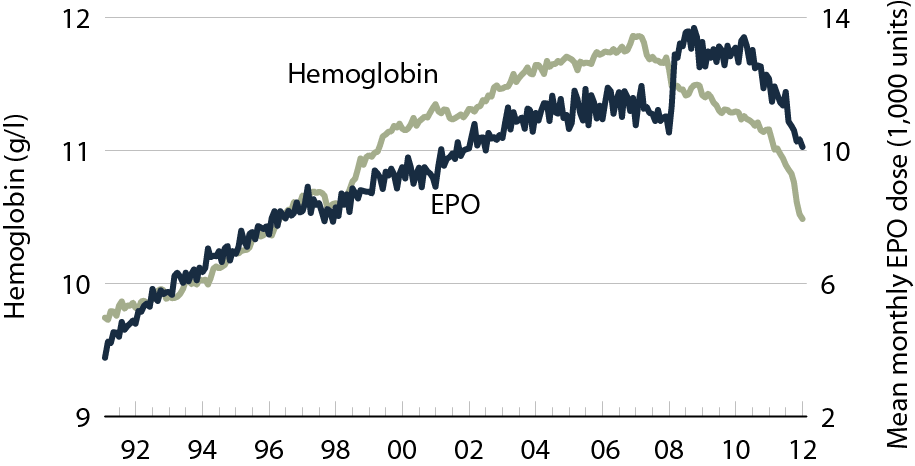 12
11
10
9
Hemoglobin (g/l)
Hemoglobin
EPO
14
10
6
2
Mean monthly EPO dose (1,000 units)
92 94 96 98 00 02 04 06 08 10 12